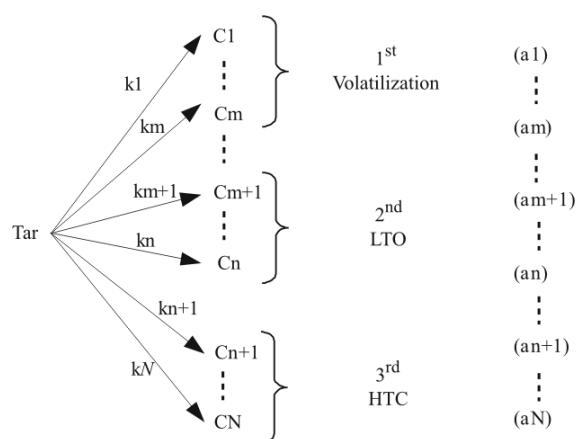 C1
1st
(a1)
k1
Volatilization
km
Cm
(am)
km+1
Cm+1
2nd
(am+1)
Tar
kn
LTO
Cn
(an)
kn+1
Cn+1
3rd
(an+1)
kN
HTC
CN
(aN)